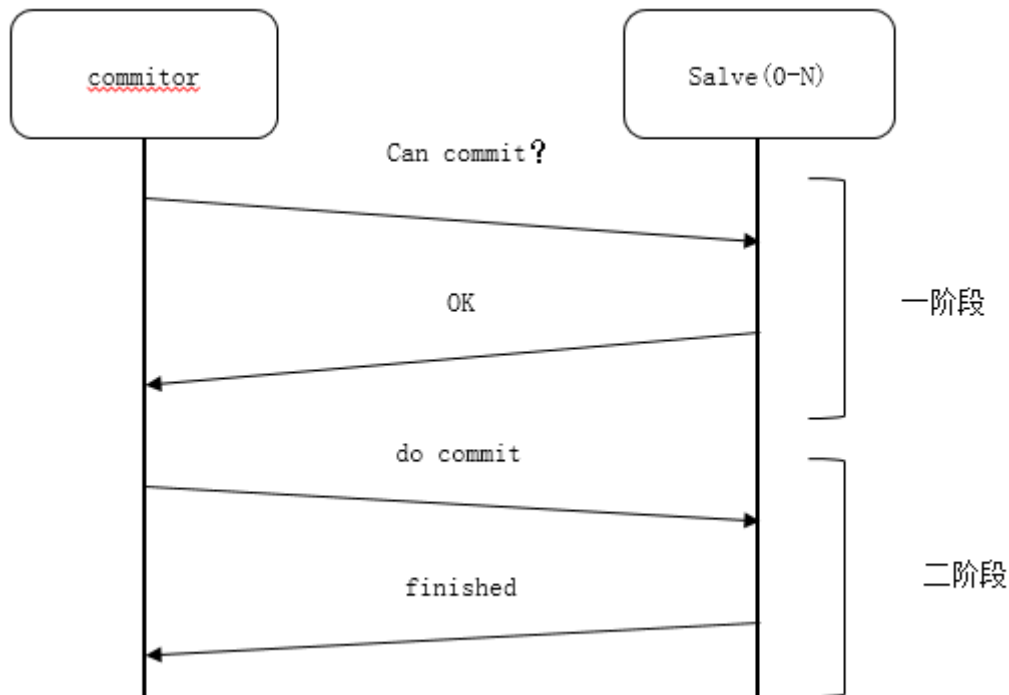 commitor
Salve(0-N)
Can commit?
一阶段
OK
do commit
二阶段
finished